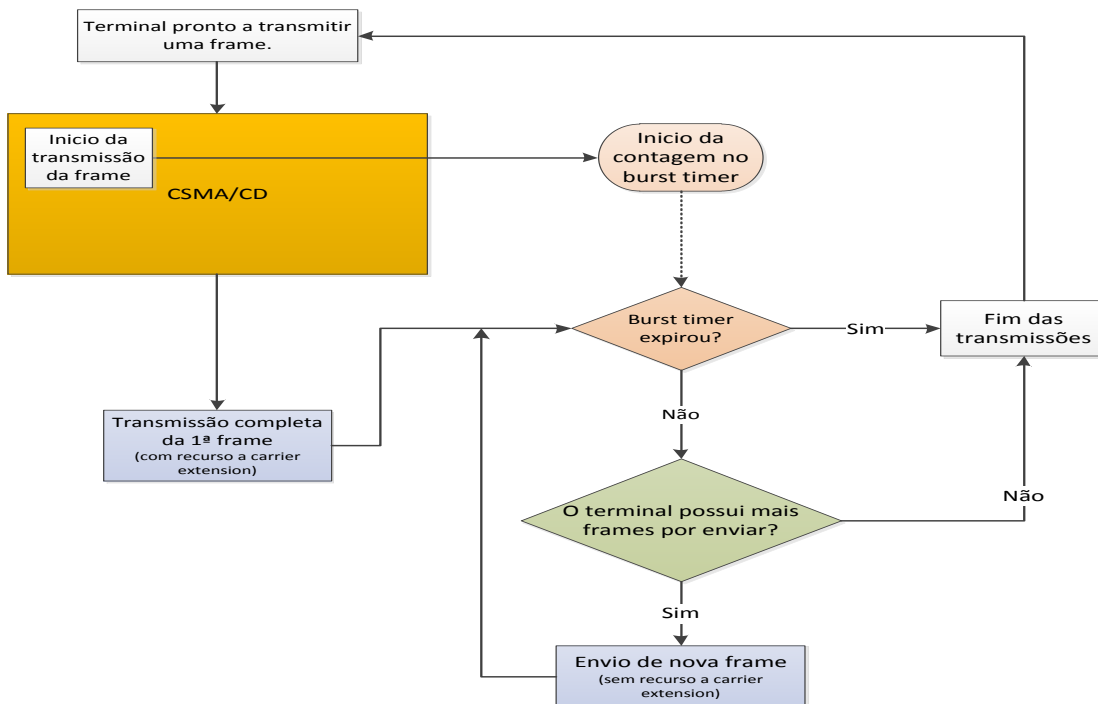 Terminal pronto a transmitir
uma frame.
Inicio da
transmissão
da frame
CSMA/CD
Inicio da
contagem no
burst timer
Burst timer
expirou?
Sim
Fim das
transmissões
Não
Transmissão completa
da 1ª frame
(com recurso a carrier
extension)
O terminal possui mais
frames por enviar?
Não
Sim
Envio de nova frame
(sem recurso a carrier
extension)